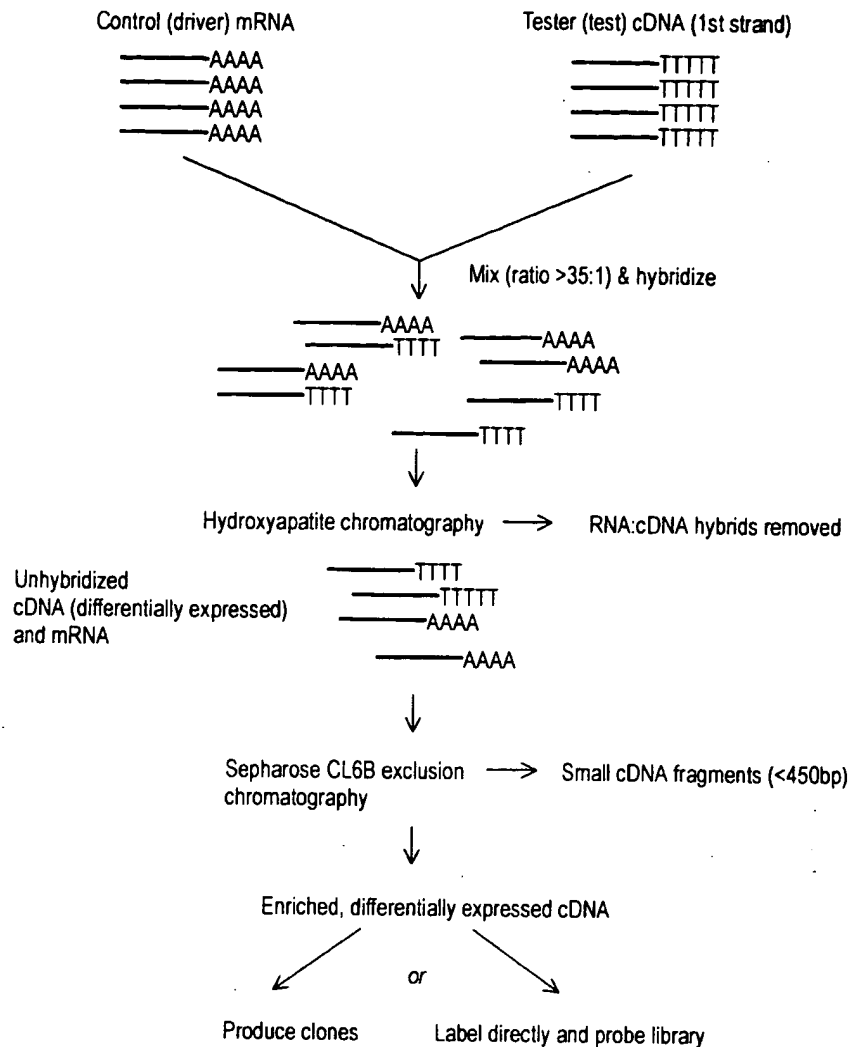 Control (driver) mRNA
Tester (test) cDNA (1st strand)
AAAA
AAAA
AAAA
AAAA
TTTTT
TTTTT
TTTTT
TTTTT
Mix (ratio >35:1) & hybridize
AAAA
TTTT
AAAA
TTTT
AAAA
AAAA
TTTT
TTTT
Hydroxyapatite chromatography
RNA:cDNA hybrids removed
Unhybridized
cDNA (differentially expressed)
and mRNA
TTTT
TTTTT
AAAA
AAAA
Sepharose CL6B exclusion
chromatography
Small cDNA fragments (<450bp)
Enriched, differentially expressed cDNA
or
Produce clones
Label directly and probe library